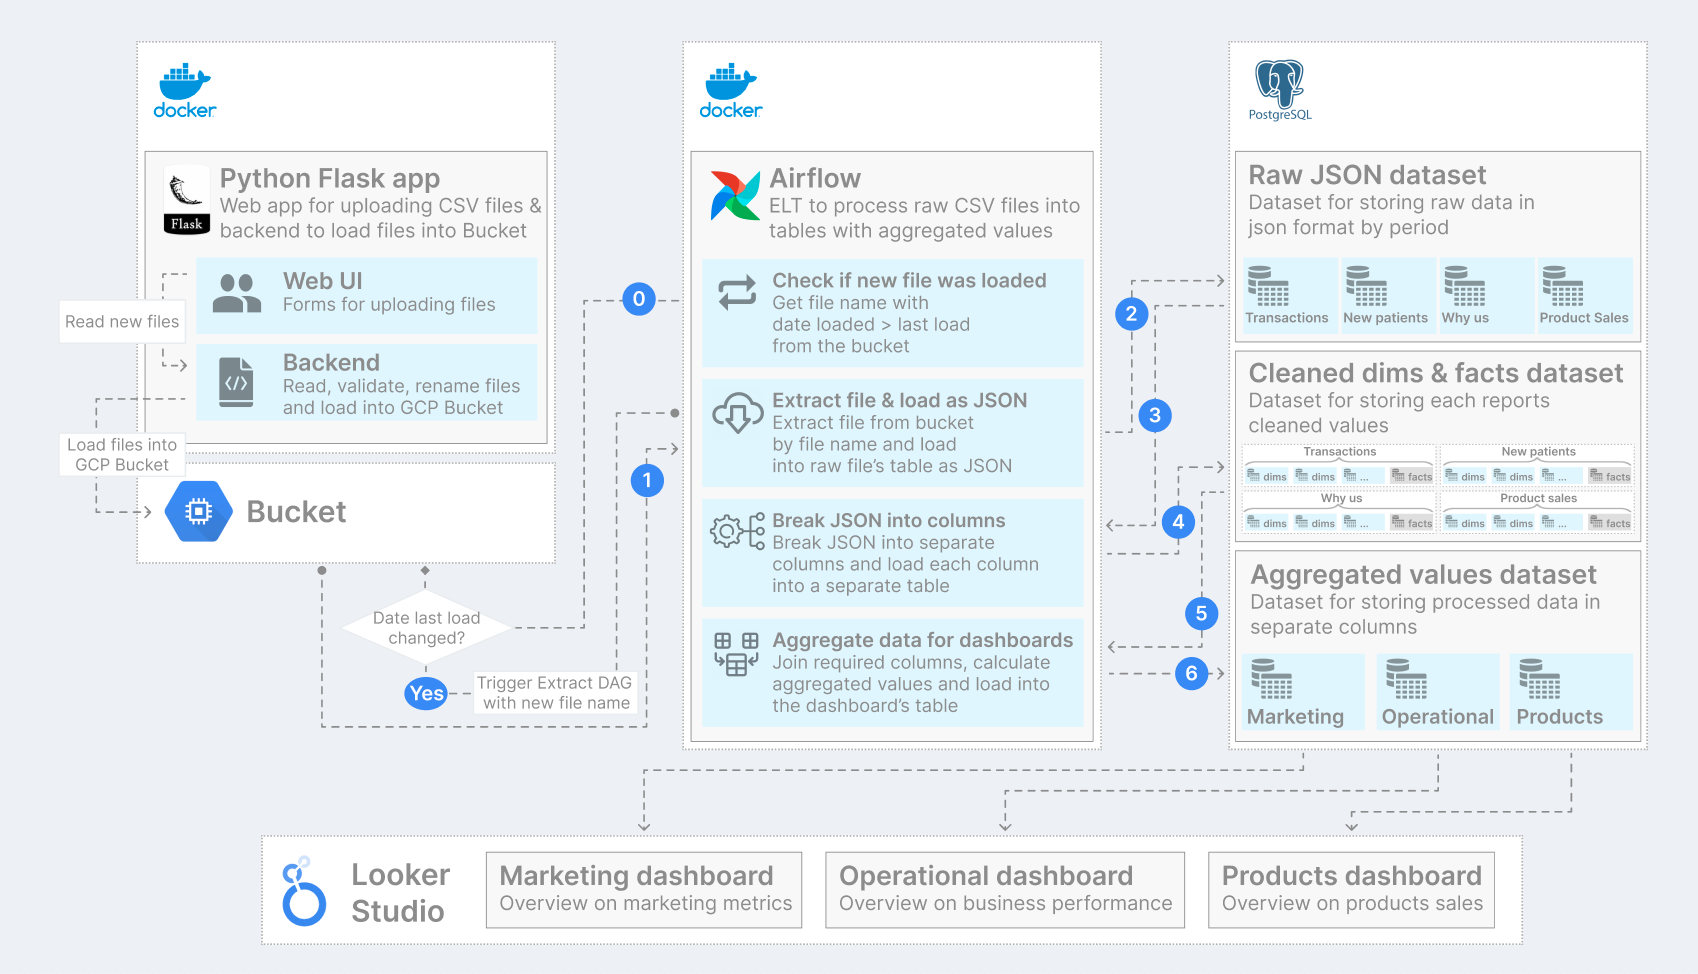 docker
Flask
Python Flask app
Web app for uploading CSV files &
backend to load files into Bucket
Web UI
Forms for uploading files
Read new files
Backend
Read, validate, rename files
and load into GCP Bucket
Load files into
GCP Bucket
Bucket
Date last load
changed?
Yes
Trigger Extract DAG
with new file name
0
1
docker
Airflow
ELT to process raw CSV files into
tables with aggregated values
Check if new file was loaded
Get file name with
date loaded > last load
from the bucket
Extract file & load as JSON
Extract file from bucket
by file name and load
into raw file's table as JSON
Break JSON into columns
Break JSON into separate
columns and load each column
into a separate table
Aggregate data for dashboards
Join required columns, calculate
aggregated values and load into
the dashboard's table
2
3
4
5
6
PostgreSQL
Raw JSON dataset
Dataset for storing raw data in
json format by period
Transactions
New patients
Why us
Product Sales
Cleaned dims & facts dataset
Dataset for storing each reports
cleaned values
Transactions
dims
dims
...
facts
New patients
dims
dims
...
facts
Why us
dims
dims
...
facts
Product sales
dims
dims
...
facts
Aggregated values dataset
Dataset for storing processed data in
separate columns
Marketing
Operational
Products
Looker
Studio
Marketing dashboard
Overview on marketing metrics
Operational dashboard
Overview on business performance
Products dashboard
Overview on products sales